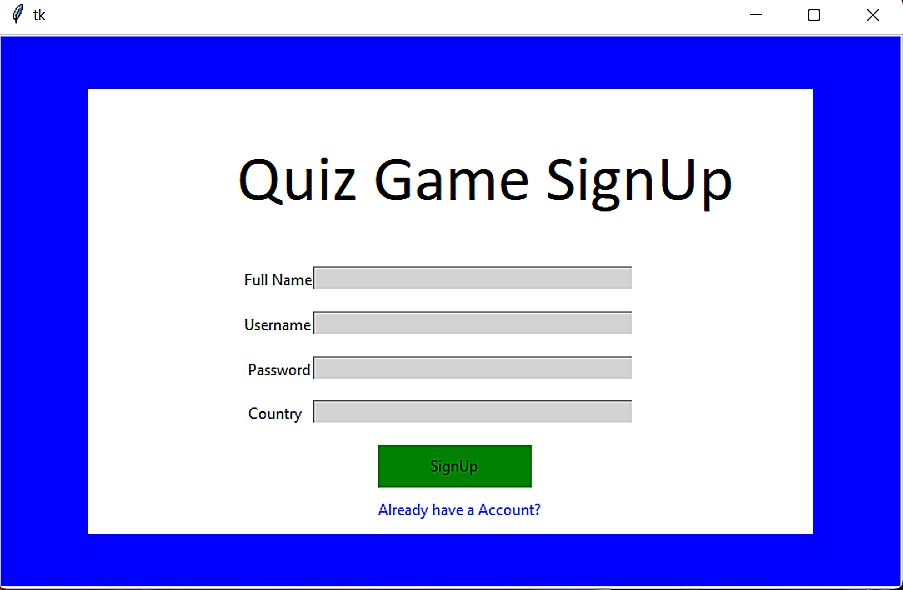 tk
Quiz Game SignUp
Full Name
Username
Password
Country
SignUp
Already have a Account?